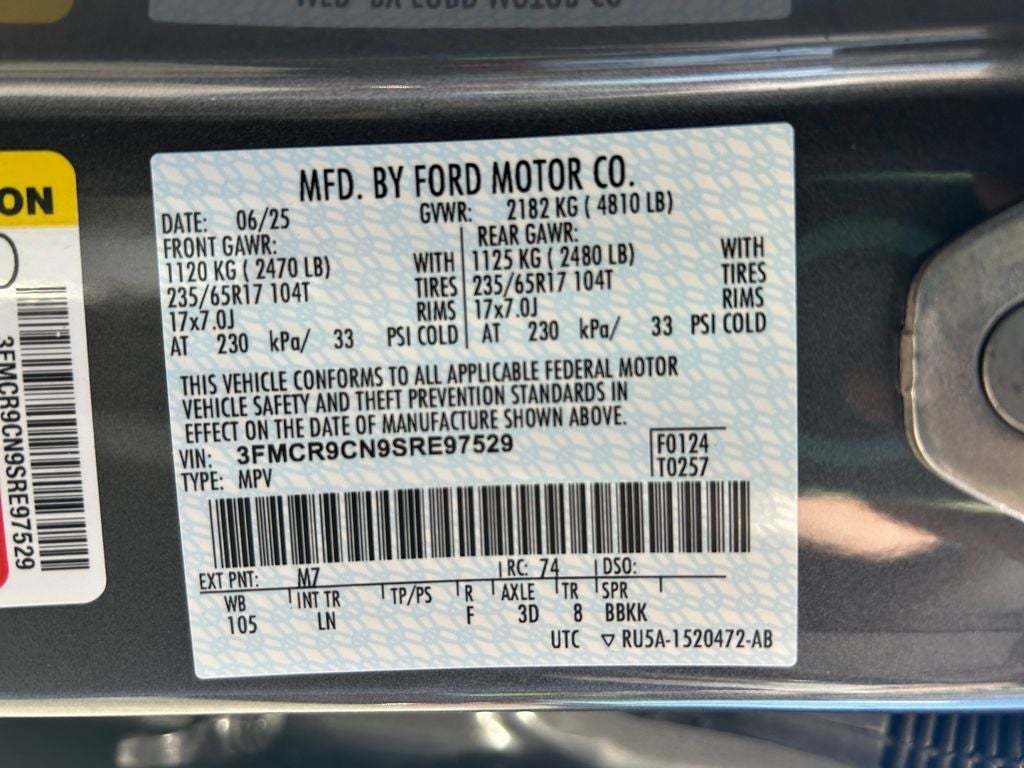 MFD. BY FORD MOTOR CO.
DATE: 06/25 GVWR: 2182 KG ( 4810 LB)
FRONT GAWR: REAR GAWR:
1120 KG ( 2470 LB) WITH 1125 KG ( 2480 LB) WITH
235/65R17 104T TIRES 235/65R17 104T TIRES
17x7.0J RIMS 17x7.0J RIMS
AT 230 kPa/ 33 PSI COLD AT 230 kPa/ 33 PSI COLD
THIS VEHICLE CONFORMS TO ALL APPLICABLE FEDERAL MOTOR
VEHICLE SAFETY AND THEFT PREVENTION STANDARDS IN
EFFECT ON THE DATE OF MANUFACTURE SHOWN ABOVE.
VIN: 3FMCR9CN9SRE97529 F0124
TYPE: MPV T0257
EXT PNT: M7 RC: 74 DSO:
WB INT TR TP/PS R AXLE TR SPR
105 LN F 3D 8 BBKK
UTC ▽ RU5A-1520472-AB
ON
3FMCR9CN9SRE97529